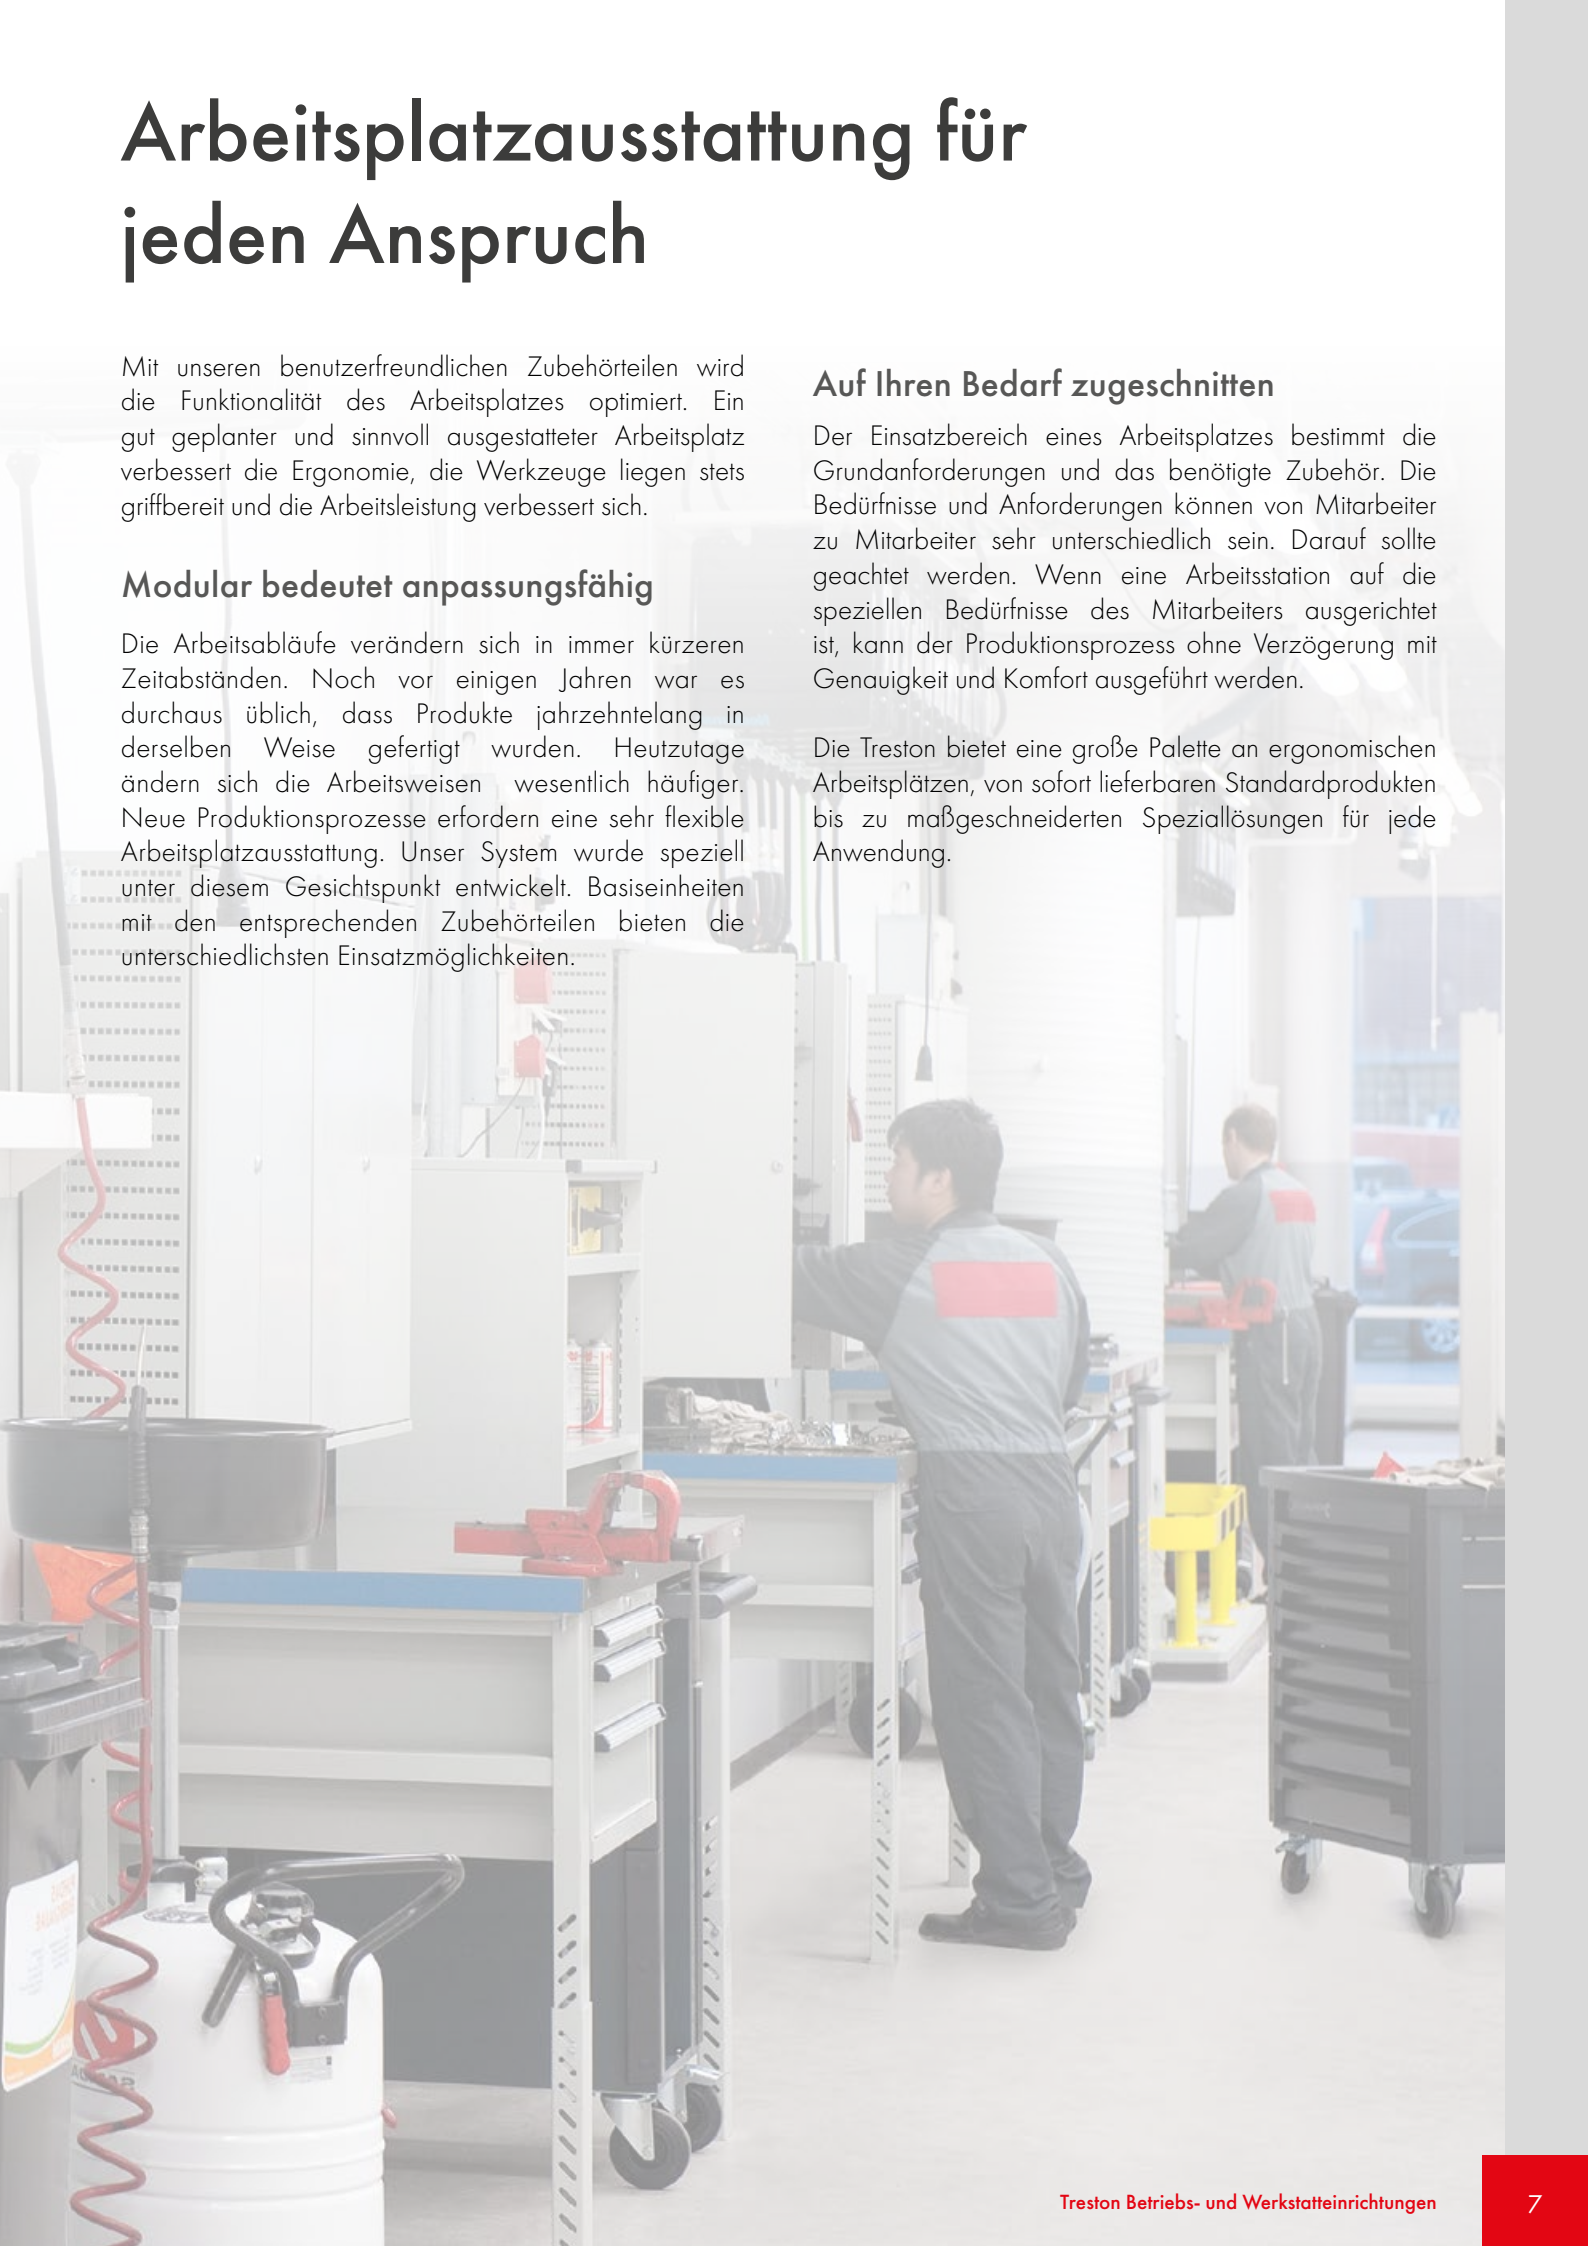 Arbeitsplatzausstattung für
jeden Anspruch
Mit unseren benutzerfreundlichen Zubehörteilen wird
die Funktionalität des Arbeitsplatzes optimiert. Ein
gut geplanter und sinnvoll ausgestatteter Arbeitsplatz
verbessert die Ergonomie, die Werkzeuge liegen stets
griffbereit und die Arbeitsleistung verbessert sich.
Modular bedeutet anpassungsfähig
Die Arbeitsabläufe verändern sich in immer kürzeren
Zeitabständen. Noch vor einigen Jahren war es
durchaus üblich, dass Produkte jahrzehntelang in
derselben Weise gefertigt wurden. Heutzutage
ändern sich die Arbeitsweisen wesentlich häufiger.
Neue Produktionsprozesse erfordern eine sehr flexible
Arbeitsplatzausstattung. Unser System wurde speziell
unter diesem Gesichtspunkt entwickelt. Basiseinheiten
mit den entsprechenden Zubehörteilen bieten die
unterschiedlichsten Einsatzmöglichkeiten.
Auf Ihren Bedarf zugeschnitten
Der Einsatzbereich eines Arbeitsplatzes bestimmt die
Grundanforderungen und das benötigte Zubehör. Die
Bedürfnisse und Anforderungen können von Mitarbeiter
zu Mitarbeiter sehr unterschiedlich sein. Darauf sollte
geachtet werden. Wenn eine Arbeitsstation auf die
speziellen Bedürfnisse des Mitarbeiters ausgerichtet
ist, kann der Produktionsprozess ohne Verzögerung mit
Genauigkeit und Komfort ausgeführt werden.
Die Treston bietet eine große Palette an ergonomischen
Arbeitsplätzen, von sofort lieferbaren Standardprodukten
bis zu maßgeschneiderten Speziallösungen für jede
Anwendung.
Treston Betriebs- und Werkstatteinrichtungen
7